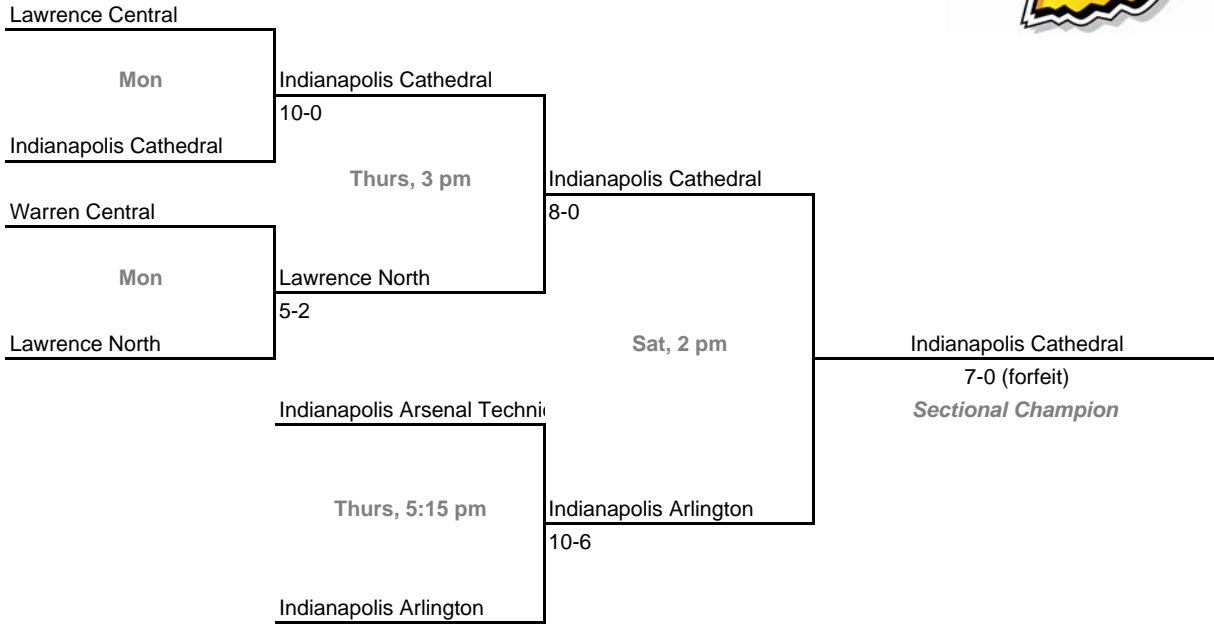 Lawrence Central
Mon
Indianapolis Cathedral
10-0
Indianapolis Cathedral
Thurs, 3 pm
Indianapolis Cathedral
Warren Central
8-0
Mon
Lawrence North
5-2
Lawrence North
Sat, 2 pm
Indianapolis Cathedral
7-0 (forfeit)
Indianapolis Arsenal
Sectional Champion
Thurs, 5:15 pm
Indianapolis Arlington
10-6
Indianapolis Arlington